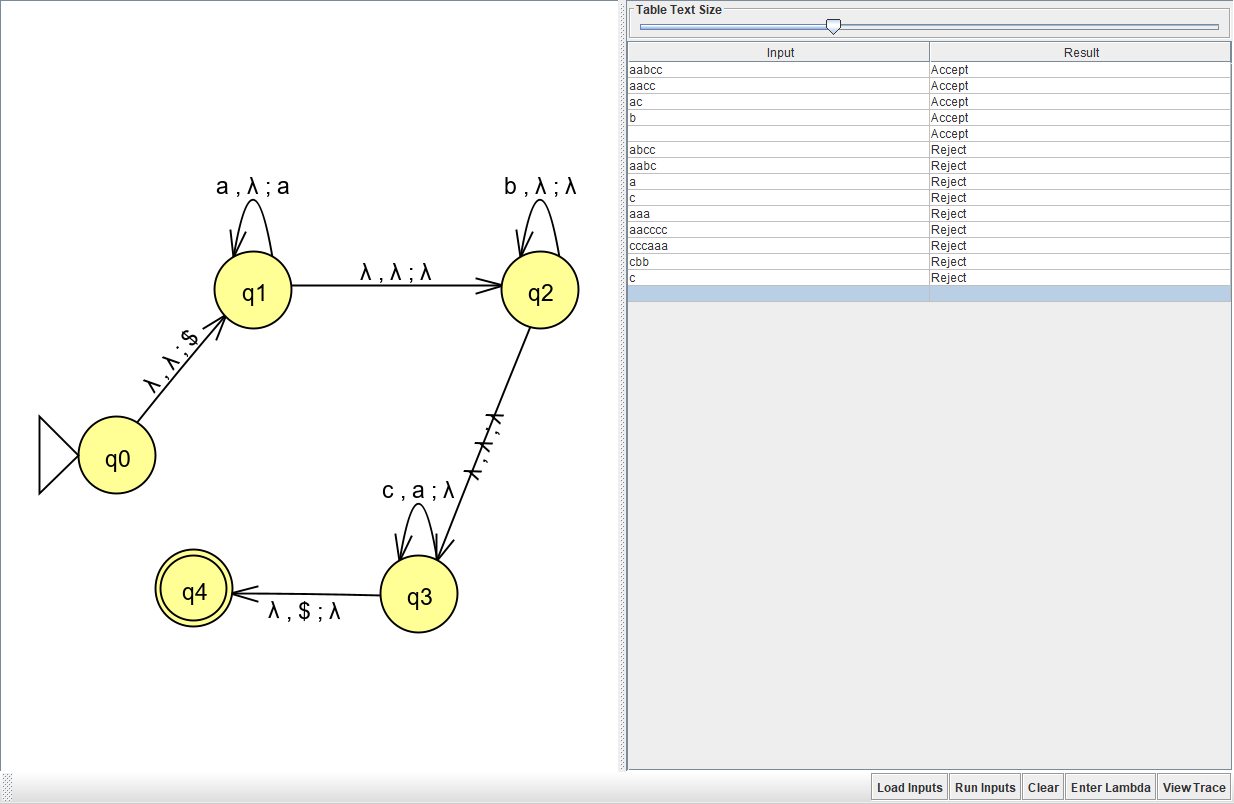 a , λ ; a
b , λ ; λ
q1
λ , λ ; λ
q2
λ , λ ; $
q0
λ , λ ; λ
c , a ; λ
q4
λ , $ ; λ
q3
Table Text Size
Input Result
aabcc Accept
aacc Accept
ac Accept
b Accept
Accept
abcc Reject
aabc Reject
a Reject
c Reject
aaa Reject
aacccc Reject
cccaaa Reject
cbb Reject
c Reject
Load Inputs Run Inputs Clear Enter Lambda View Trace